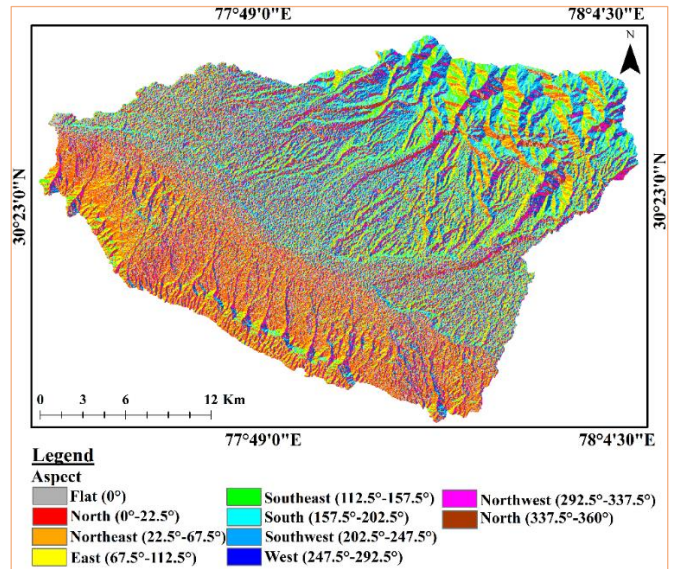 77°49'0"E 78°4'30"E
N
30°23'0"N 30°23'0"N
0 3 6 9 12 Km
77°49'0"E 78°4'30"E
Legend
Aspect
Flat (0°) Southeast (112.5°-157.5°) Northwest (292.5°-337.5°)
North (0°-22.5°) South (157.5°-202.5°) North (337.5°-360°)
Northeast (22.5°-67.5°) Southwest (202.5°-247.5°)
East (67.5°-112.5°) West (247.5°-292.5°)